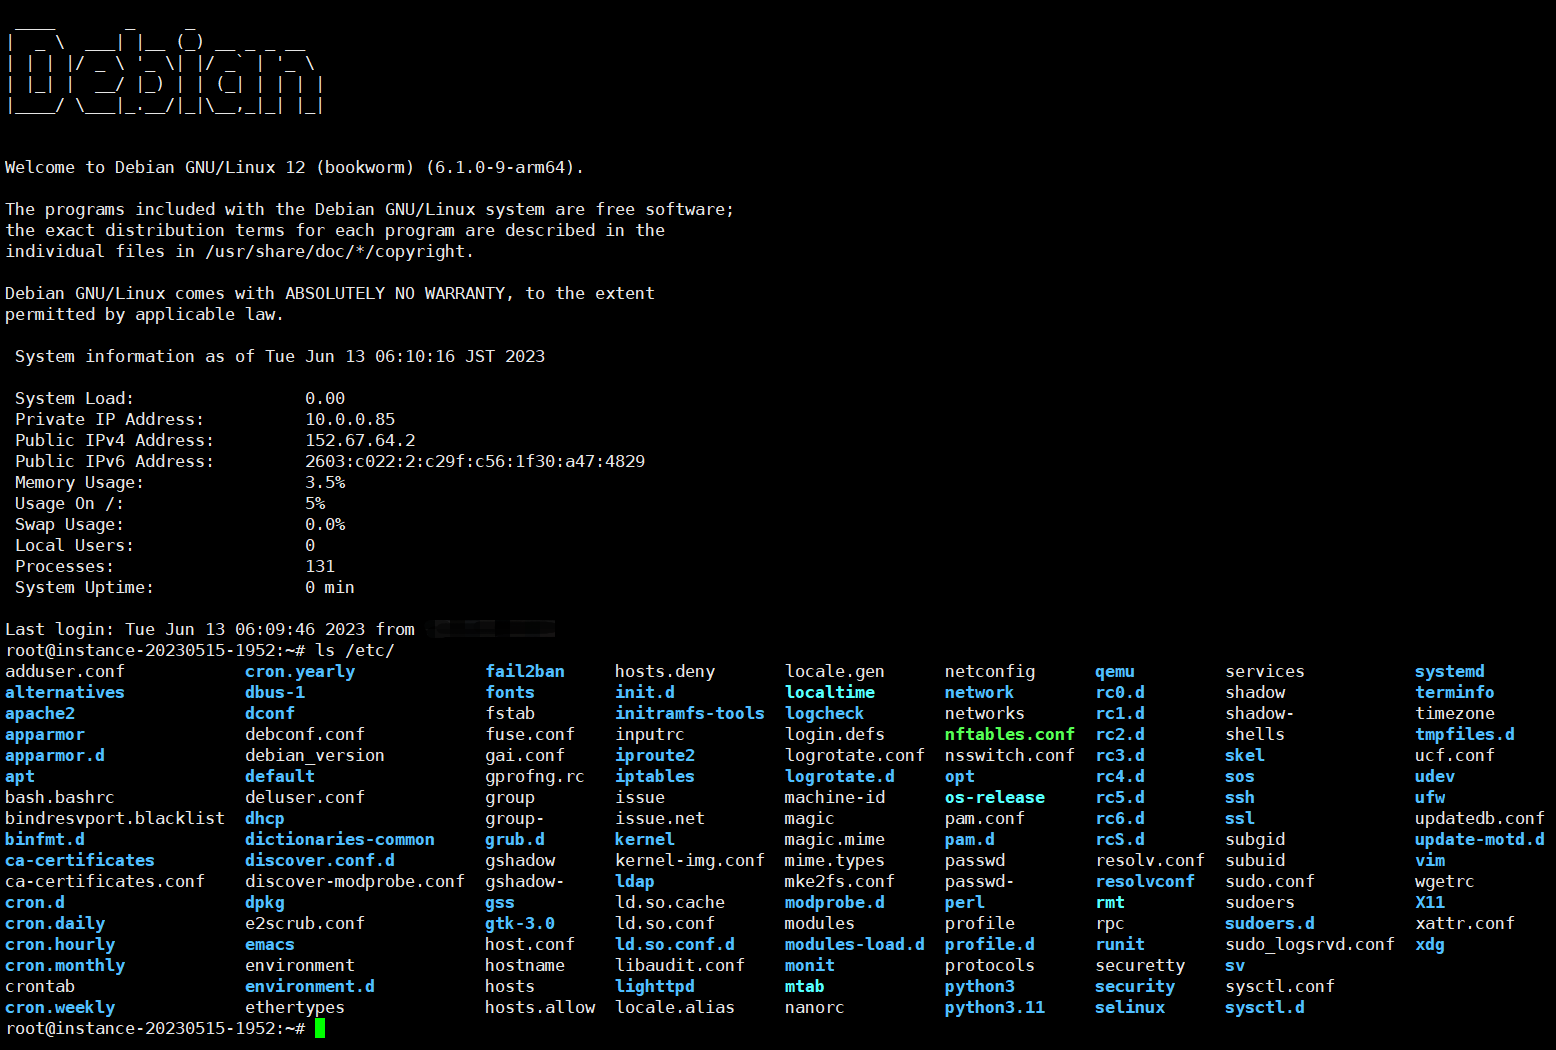 ____       _     _
|  _ \  ___| |__ (_) __ _ _ __
| | | |/ _ \ '_ \| |/ _` | '_ \
| |_| |  __/ |_) | | (_| | | | |
|____/ \___|_.__/|_|\__,_|_| |_|
Welcome to Debian GNU/Linux 12 (bookworm) (6.1.0-9-arm64).
The programs included with the Debian GNU/Linux system are free software;
the exact distribution terms for each program are described in the
individual files in /usr/share/doc/*/copyright.
Debian GNU/Linux comes with ABSOLUTELY NO WARRANTY, to the extent
permitted by applicable law.
System information as of Tue Jun 13 06:10:16 JST 2023
System Load: 0.00
Private IP Address: 10.0.0.85
Public IPv4 Address: 152.67.64.2
Public IPv6 Address: 2603:c022:2:c29f:c56:1f30:a47:4829
Memory Usage: 3.5%
Usage On /: 5%
Swap Usage: 0.0%
Local Users: 0
Processes: 131
System Uptime: 0 min
Last login: Tue Jun 13 06:09:46 2023 from
root@instance-20230515-1952:~# ls /etc/
adduser.conf cron.yearly fail2ban hosts.deny locale.gen netconfig qemu services systemd
alternatives dbus-1 fonts init.d localtime network rc0.d shadow terminfo
apache2 dconf fstab initramfs-tools logcheck networks rc1.d shadow- timezone
apparmor debconf.conf fuse.conf inputrc login.defs nftables.conf rc2.d shells tmpfiles.d
apparmor.d debian_version gai.conf iproute2 logrotate.conf nsswitch.conf rc3.d skel ucf.conf
apt default gprofng.rc iptables logrotate.d opt rc4.d sos udev
bash.bashrc deluser.conf group issue machine-id os-release rc5.d ssh ufw
bindresvport.blacklist dhcp group- issue.net magic pam.conf rc6.d ssl updatedb.conf
binfmt.d dictionaries-common grub.d kernel magic.mime pam.d rcS.d subgid update-motd.d
ca-certificates discover.conf.d gshadow kernel-img.conf mime.types passwd resolv.conf subuid vim
ca-certificates.conf discover-modprobe.conf gshadow- ldap mke2fs.conf passwd- resolvconf sudo.conf wgetrc
cron.d dpkg gss ld.so.cache modprobe.d perl rmt sudoers X11
cron.daily e2scrub.conf gtk-3.0 ld.so.conf modules profile rpc sudoers.d xattr.conf
cron.hourly emacs host.conf ld.so.conf.d modules-load.d profile.d runit sudo_logsrvd.conf xdg
cron.monthly environment hostname libaudit.conf monit protocols securetty sv
crontab environment.d hosts lighttpd mtab python3 security sysctl.conf
cron.weekly ethertypes hosts.allow locale.alias nanorc python3.11 selinux sysctl.d
root@instance-20230515-1952:~#